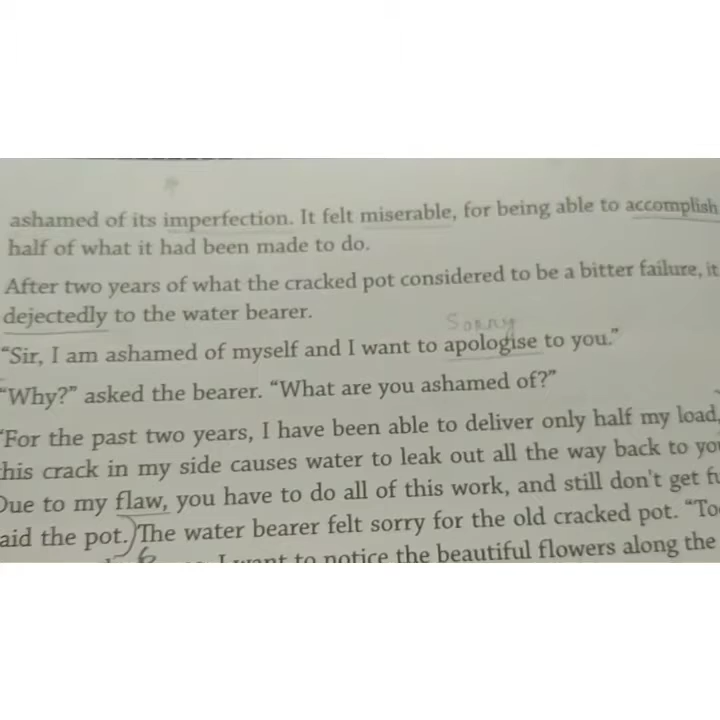 ashamed of its imperfection. It felt miserable, for being able to accomplish
half of what it had been made to do.
After two years of what the cracked pot considered to be a bitter failure, it
dejectedly to the water bearer.
Sorry
“Sir, I am ashamed of myself and I want to apologise to you.”
“Why?” asked the bearer. “What are you ashamed of?”
“For the past two years, I have been able to deliver only half my load,
his crack in my side causes water to leak out all the way back to yo
Due to my flaw, you have to do all of this work, and still don't get fu
aid the pot. The water bearer felt sorry for the old cracked pot. “To
I want to notice the beautiful flowers along the